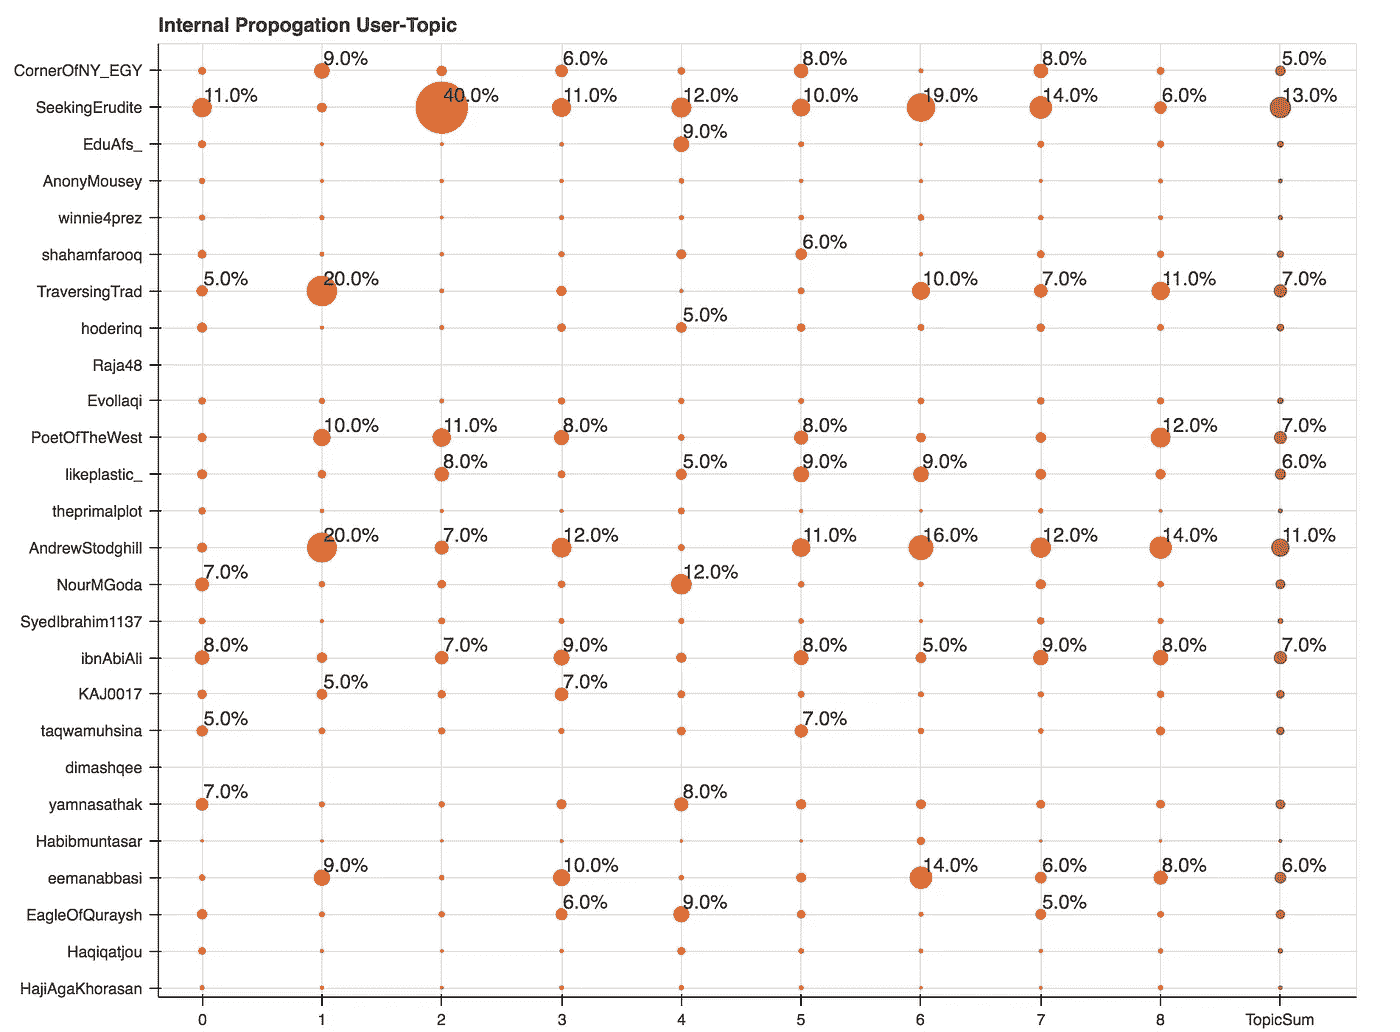 Internal Propogation User-Topic
CornerOfNY_EGY 9.0% 6.0% 8.0% 8.0% 5.0%
SeekingErudite 11.0% 40.0% 11.0% 12.0% 10.0% 19.0% 14.0% 6.0% 13.0%
EduAfs_ 9.0%
AnonyMousey
winnie4prez
shahamfarooq 6.0%
TraversingTrad 5.0% 20.0% 10.0% 7.0% 11.0% 7.0%
hoderinq 5.0%
Raja48
Evollaqi
PoetOfTheWest 10.0% 11.0% 8.0% 8.0% 12.0% 7.0%
likeplastic_ 8.0% 5.0% 9.0% 9.0% 6.0%
theprimalplot
AndrewStodghill 20.0% 7.0% 12.0% 11.0% 16.0% 12.0% 14.0% 11.0%
NourMGoda 7.0% 12.0%
SyedIbrahim1137
ibnAbiAli 8.0% 7.0% 9.0% 8.0% 5.0% 9.0% 8.0% 7.0%
KAJ0017 5.0% 7.0%
taqwamuhsina 5.0% 7.0%
dimashqee
yamnasathak 7.0% 8.0%
Habibmuntasar
eemanabbasi 9.0% 10.0% 14.0% 6.0% 8.0% 6.0%
EagleOfQuraysh 6.0% 9.0% 5.0%
Haqiqatjou
HajiAgaKhorasan
0 1 2 3 4 5 6 7 8 TopicSum